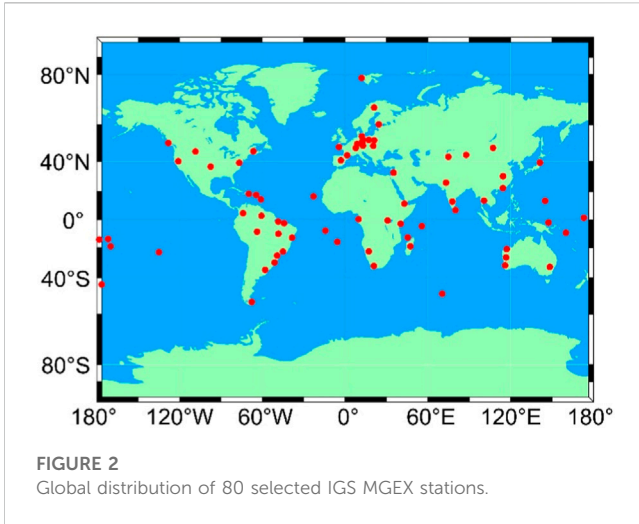 80°N
40°N
0°
40°S
80°S
180° 120°W 60°W 0° 60°E 120°E 180°
FIGURE 2
Global distribution of 80 selected IGS MGEX stations.